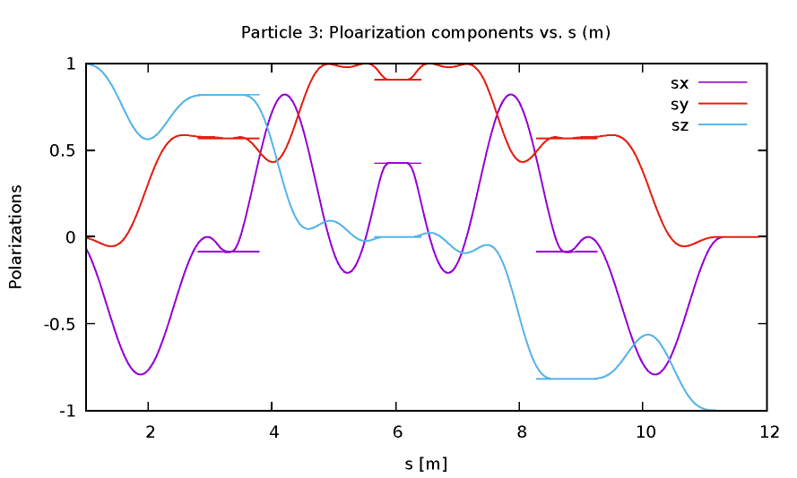 Particle 3: Ploarization components vs. s (m)
1
0.5
0
-0.5
-1
Polarizations
sx
sy
sz
2 4 6 8 10 12
s [m]